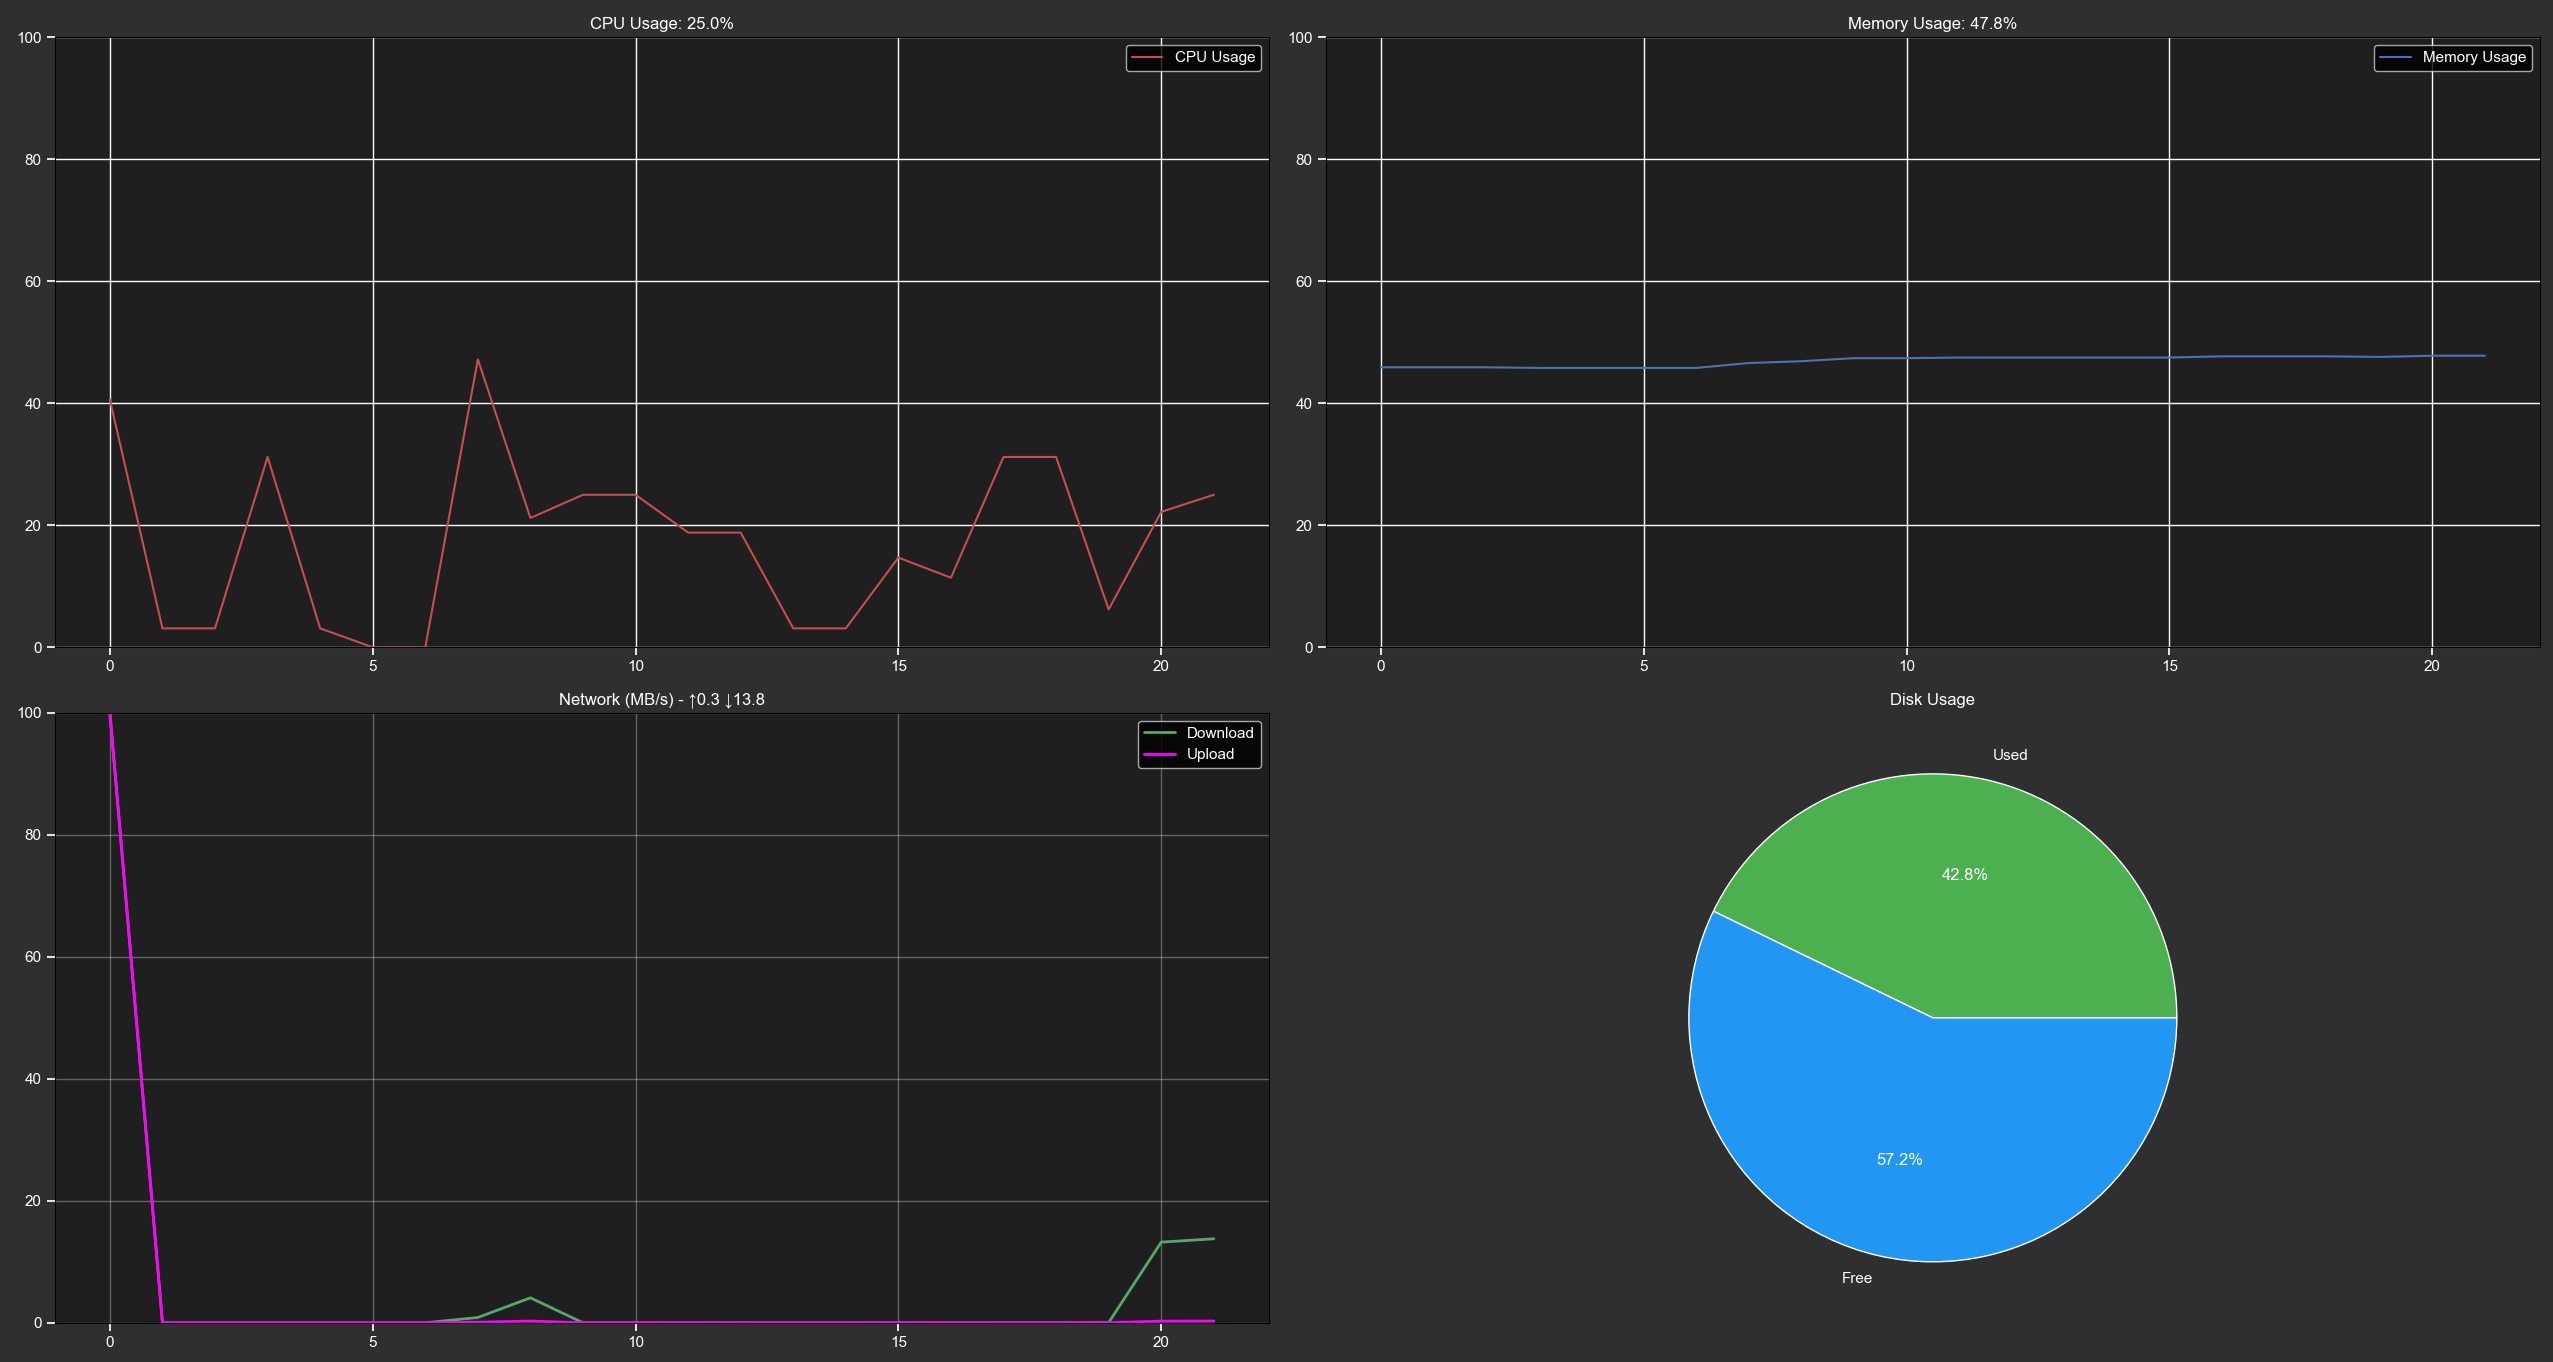 CPU Usage: 25.0%
CPU Usage
100
80
60
40
20
0
0 5 10 15 20
Memory Usage: 47.8%
Memory Usage
100
80
60
40
20
0
0 5 10 15 20
Network (MB/s) - ↑0.3 ↓13.8
Download
Upload
100
80
60
40
20
0
0 5 10 15 20
Disk Usage
Used
42.8%
57.2%
Free